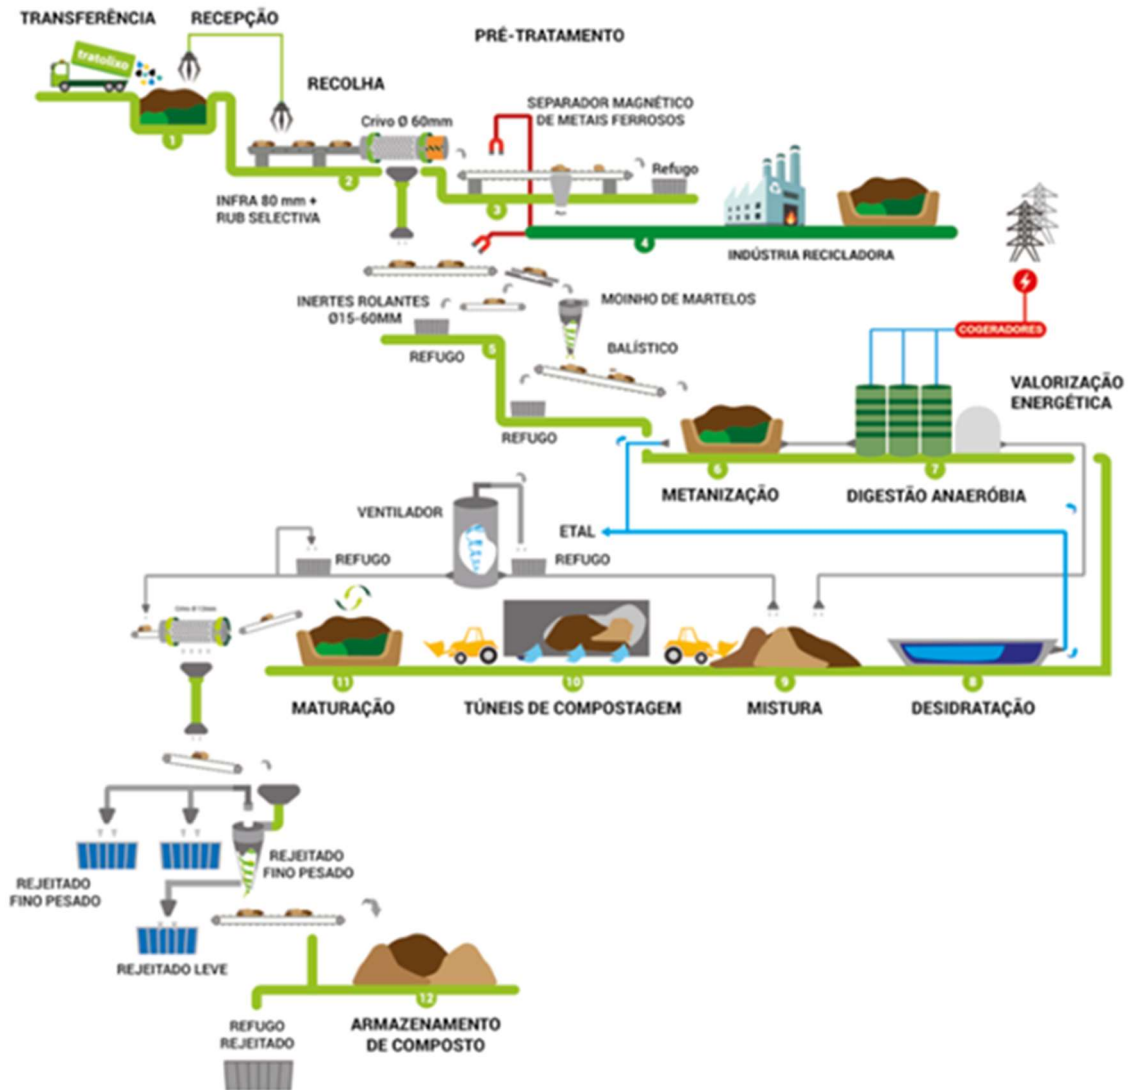 TRANSFERÊNCIA
RECEPÇÃO
PRÉ-TRATAMENTO
tratolixo
RECOLHA
SEPARADOR MAGNÉTICO
DE METAIS FERROSOS
Crivo Ø 60mm
1
Refugo
2
INFRA 80 mm +
RUB SELECTIVA
3
4
INDÚSTRIA RECICLADORA
INERTES ROLANTES
Ø15-60MM
MOINHO DE MARTELOS
COGERADORES
REFUGO
5
BALÍSTICO
VALORIZAÇÃO
ENERGÉTICA
REFUGO
6
7
METANIZAÇÃO
DIGESTÃO ANAERÓBIA
VENTILADOR
ETAL
REFUGO
REFUGO
11
10
9
8
MATURAÇÃO
TÚNEIS DE COMPOSTAGEM
MISTURA
DESIDRATAÇÃO
REJEITADO
FINO PESADO
REJEITADO
FINO PESADO
REJEITADO LEVE
12
REFUGO
REJEITADO
ARMAZENAMENTO
DE COMPOSTO